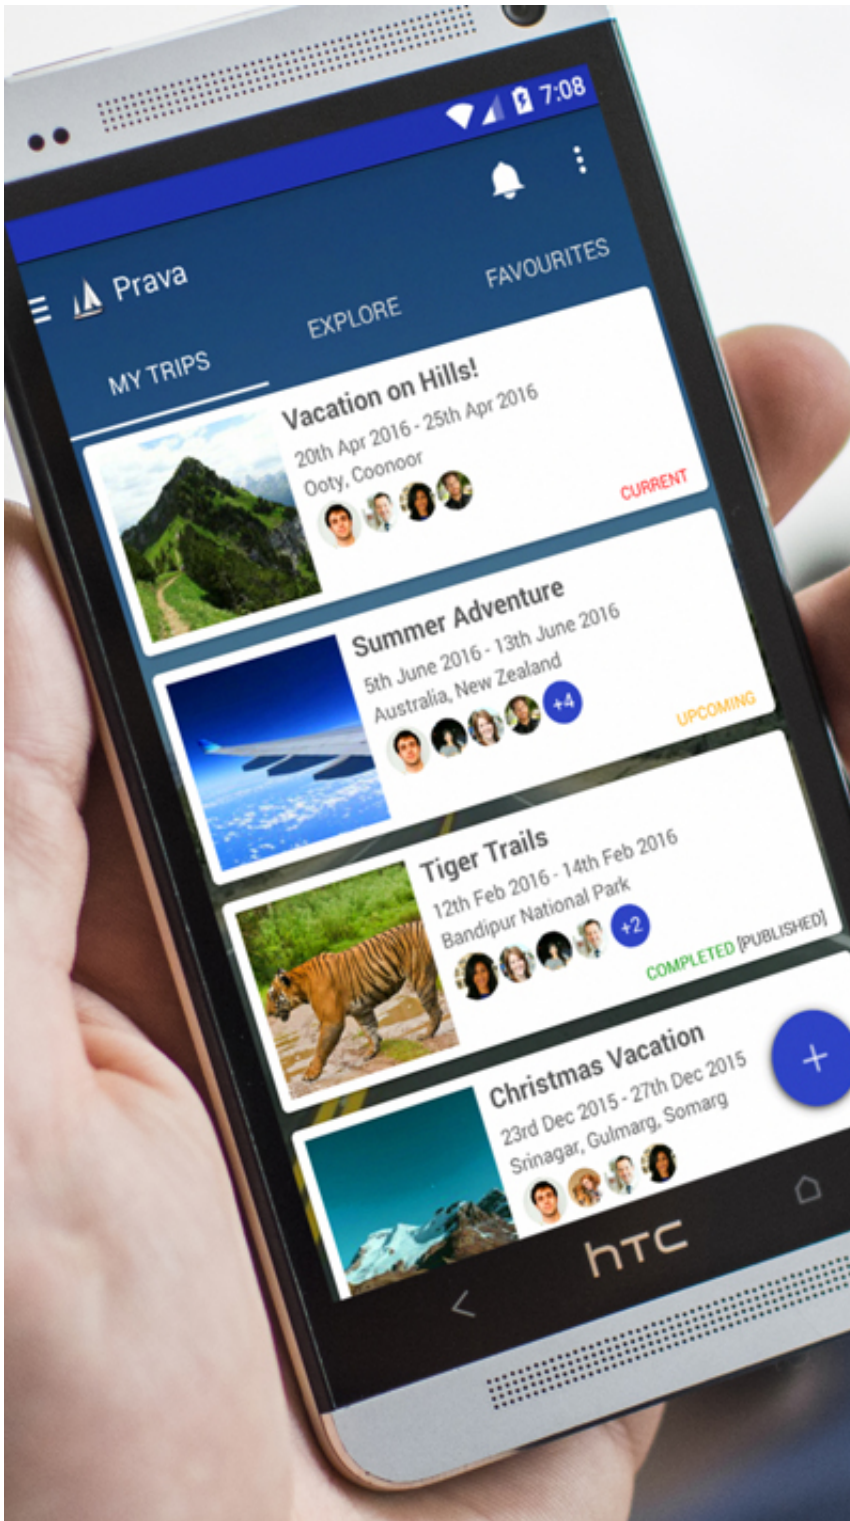 7:08
Prava
MY TRIPS
EXPLORE
FAVOURITES
Vacation on Hills!
20th Apr 2016 - 25th Apr 2016
Ooty, Coonoor
CURRENT
Summer Adventure
5th June 2016 - 13th June 2016
Australia, New Zealand
+4
UPCOMING
Tiger Trails
12th Feb 2016 - 14th Feb 2016
Bandipur National Park
+2
COMPLETED [PUBLISHED]
Christmas Vacation
23rd Dec 2015 - 27th Dec 2015
Srinagar, Gulmarg, Somarg
+
hTC